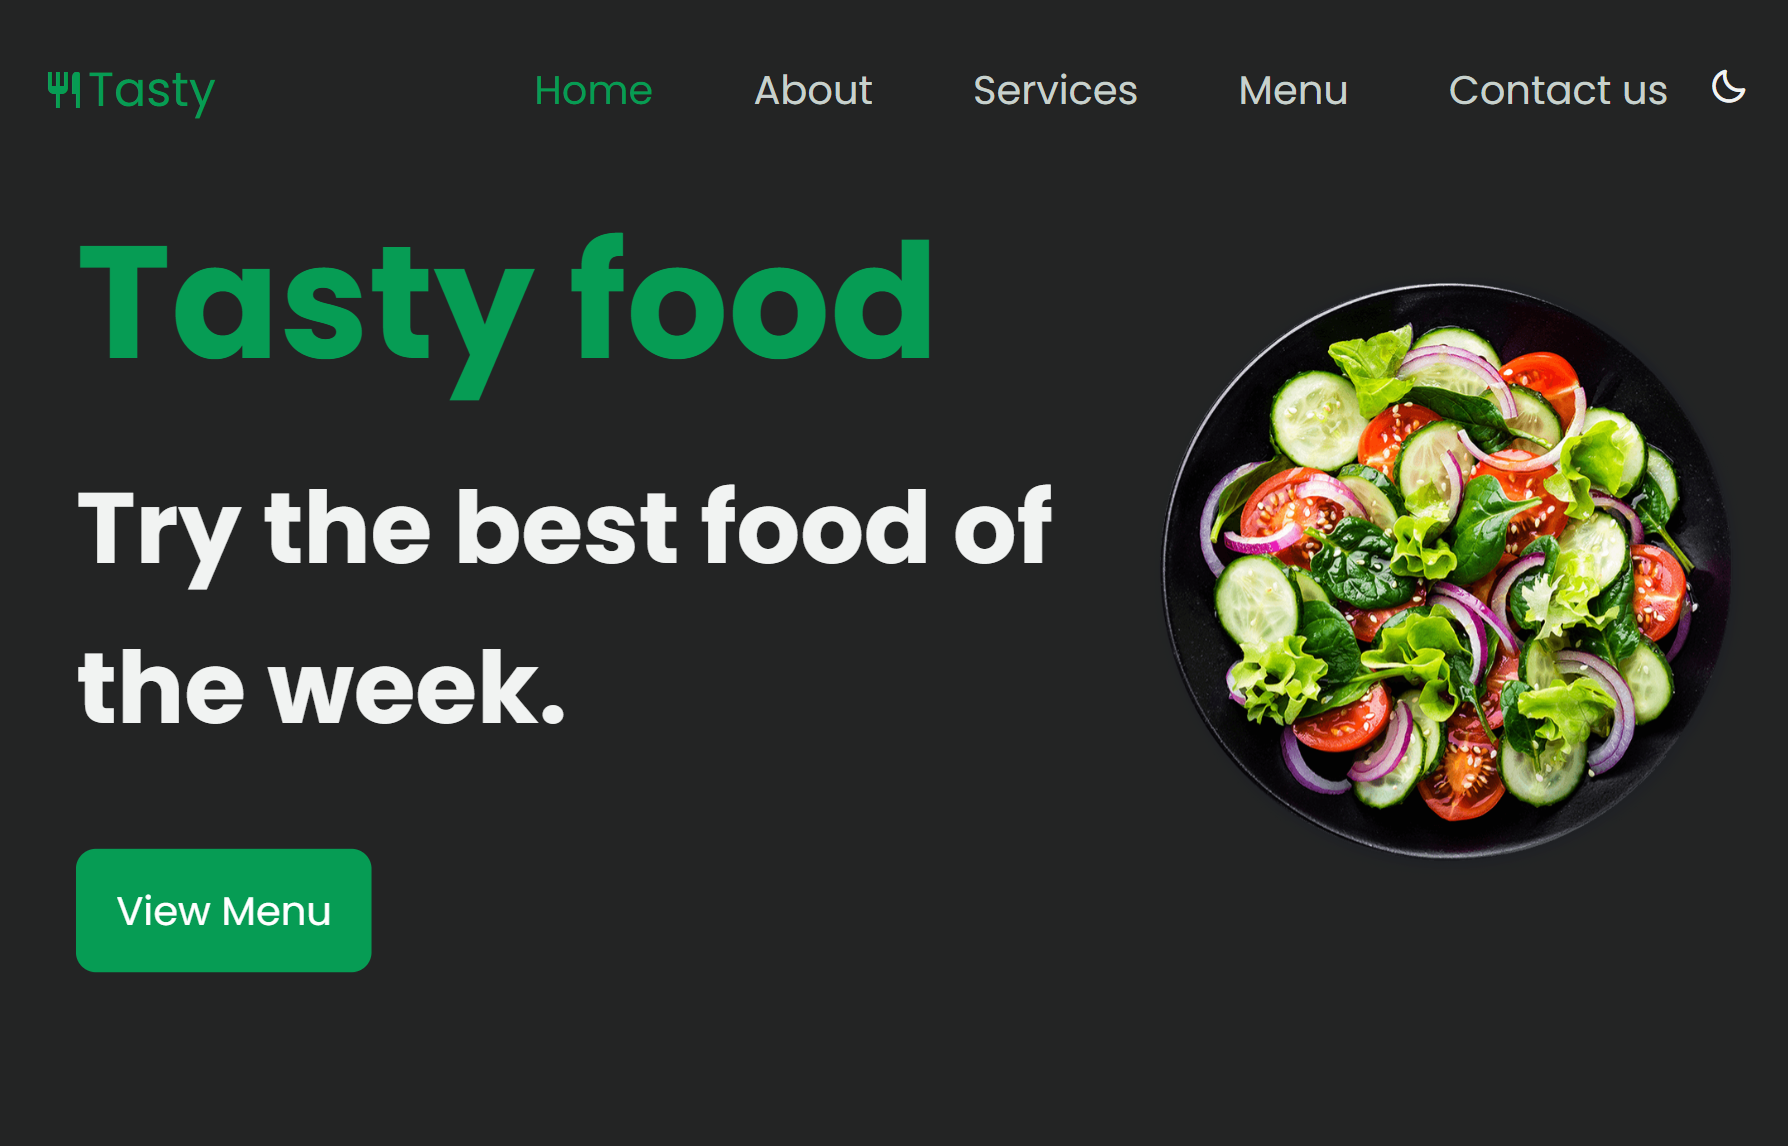 Tasty
Home About Services Menu Contact us
Tasty food
Try the best food of
the week.
View Menu